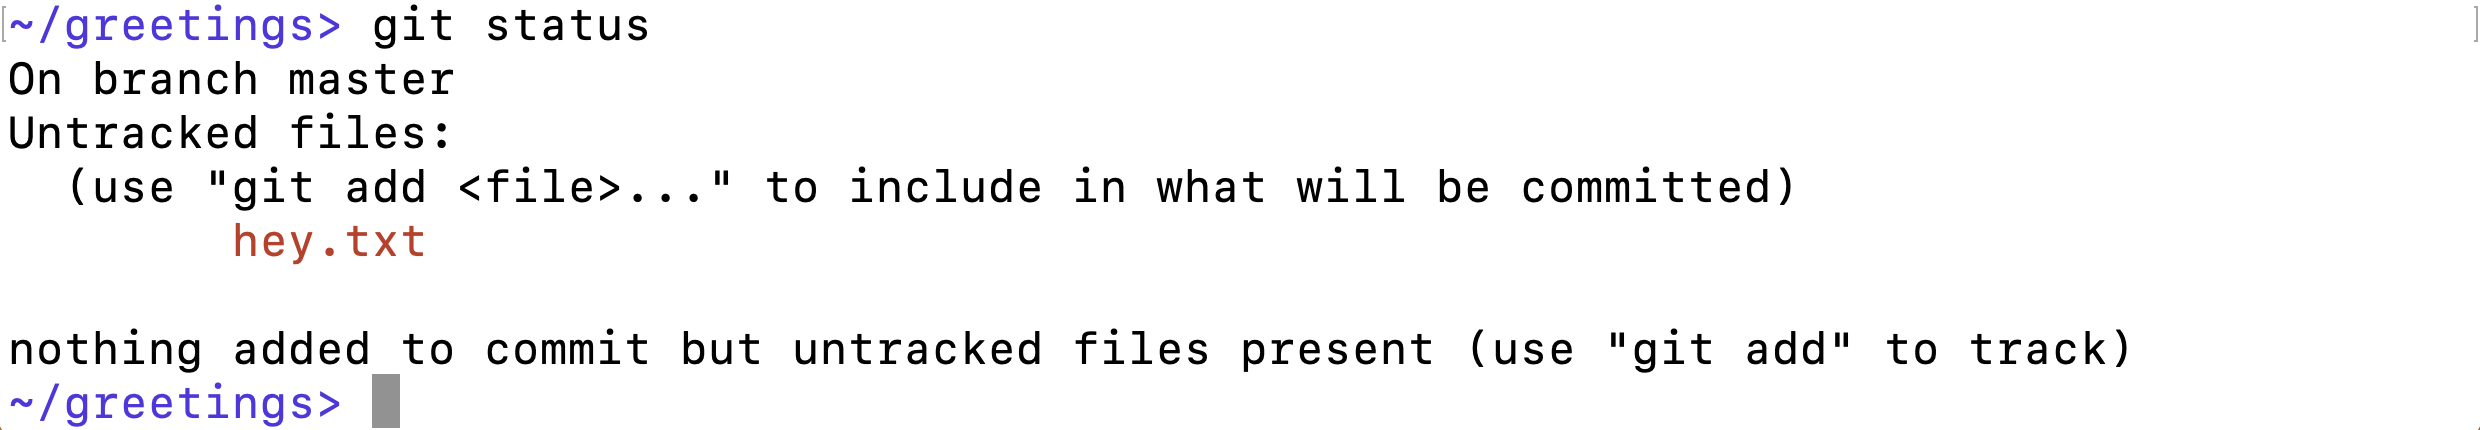 ~/greetings> git status
On branch master
Untracked files:
  (use "git add <file>..." to include in what will be committed)
        hey.txt

nothing added to commit but untracked files present (use "git add" to track)
~/greetings>